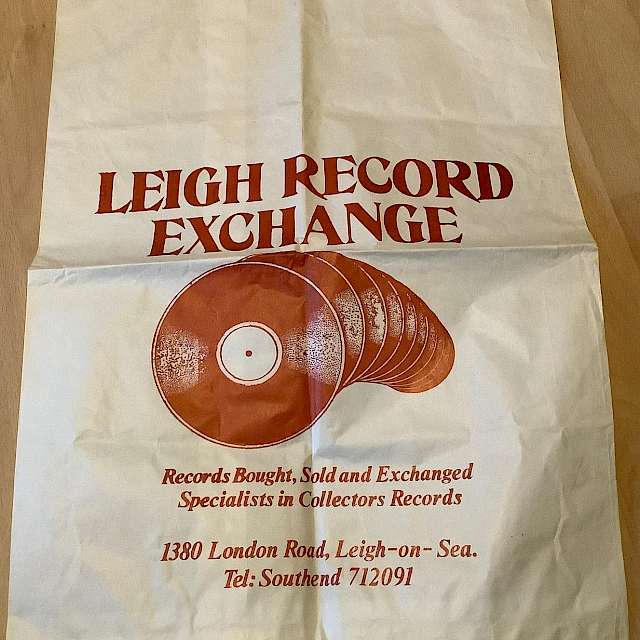 LEIGH RECORD
EXCHANGE
Records Bought, Sold and Exchanged
Specialists in Collectors Records
1380 London Road, Leigh-on-Sea.
Tel: Southend 712091